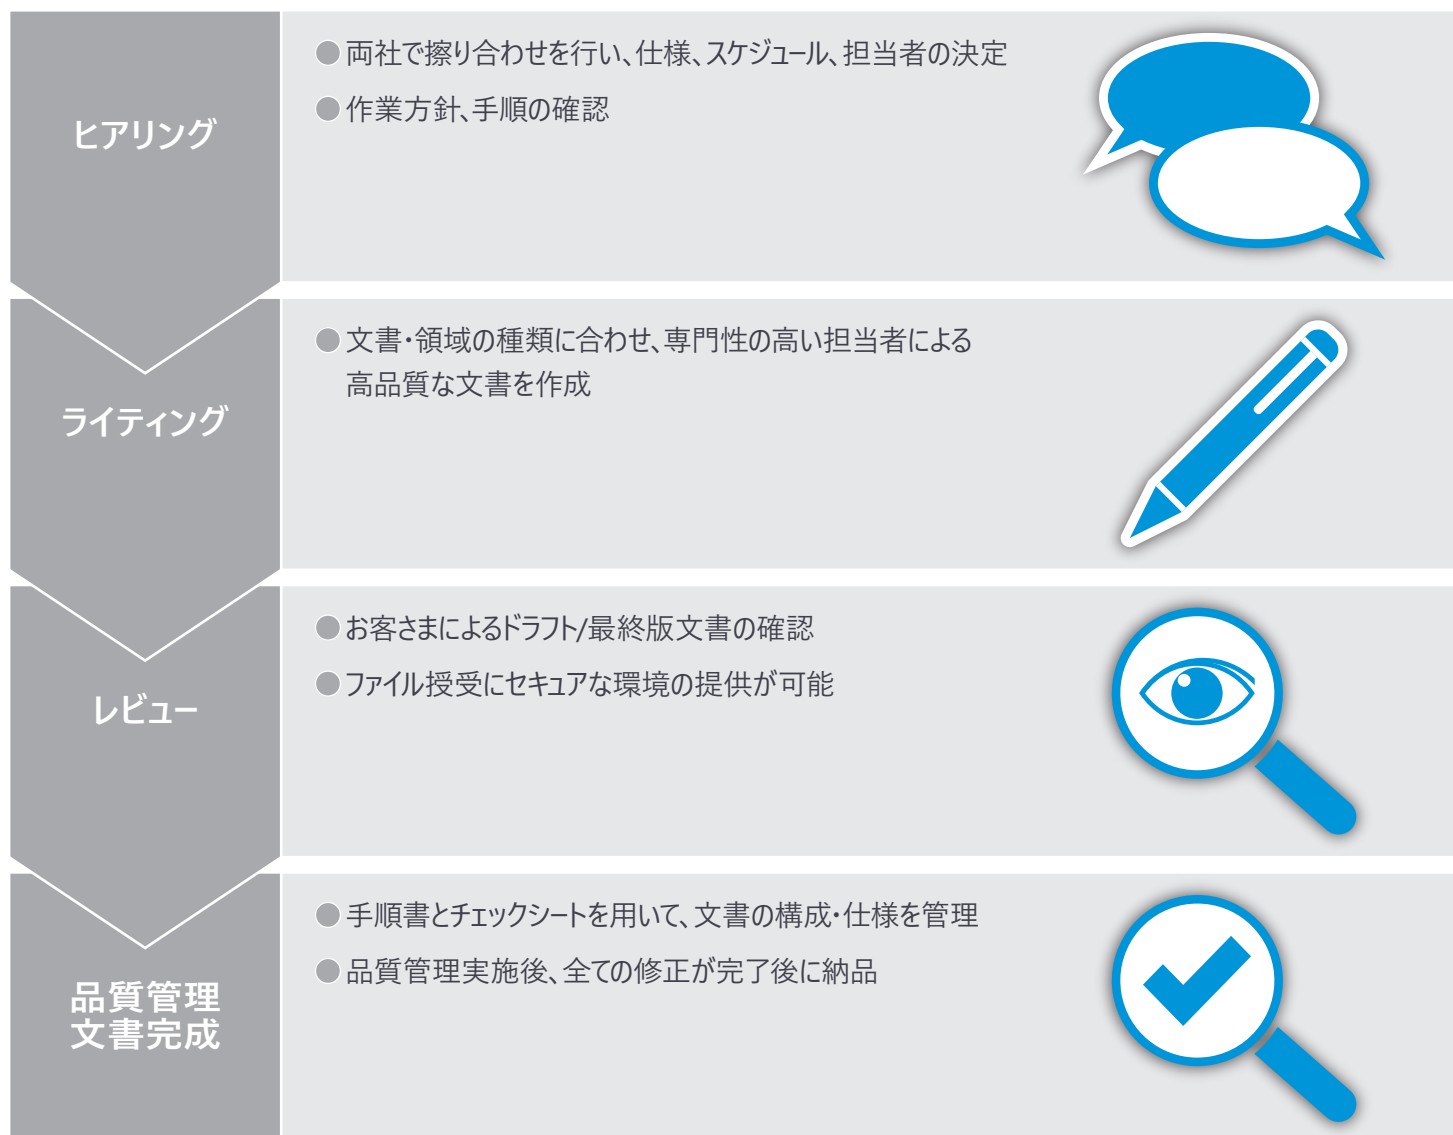 ヒアリング
●両社で擦り合わせを行い、仕様、スケジュール、担当者の決定
●作業方針、手順の確認
ライティング
●文書・領域の種類に合わせ、専門性の高い担当者による
高品質な文書を作成
レビュー
●お客さまによるドラフト/最終版文書の確認
●ファイル授受にセキュアな環境の提供が可能
品質管理
文書完成
●手順書とチェックシートを用いて、文書の構成・仕様を管理
●品質管理実施後、全ての修正が完了後に納品